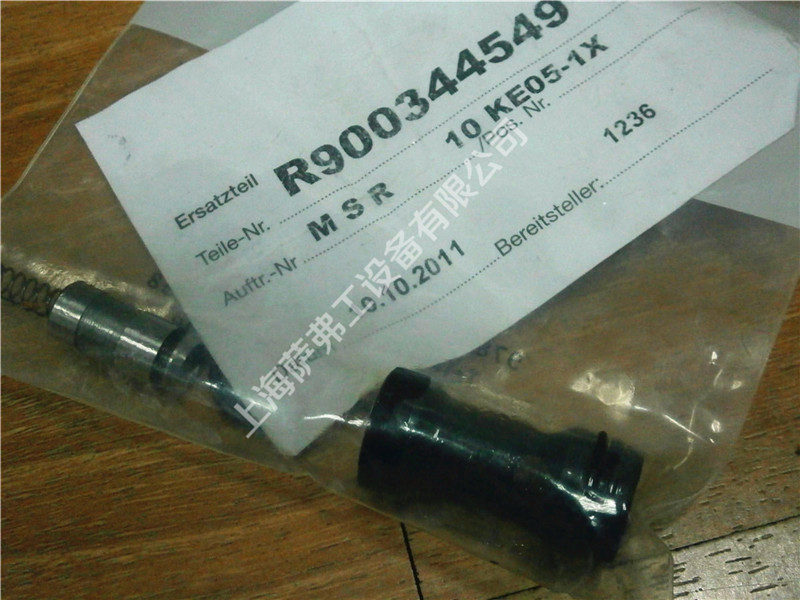 Ersatzteil R900344549
Teile-Nr. 10 KE05-1X
Auftr.-Nr M S R /Pos. Nr.
10.2011 Bereitsteller: 1236
上海萨弗工设备有限公司